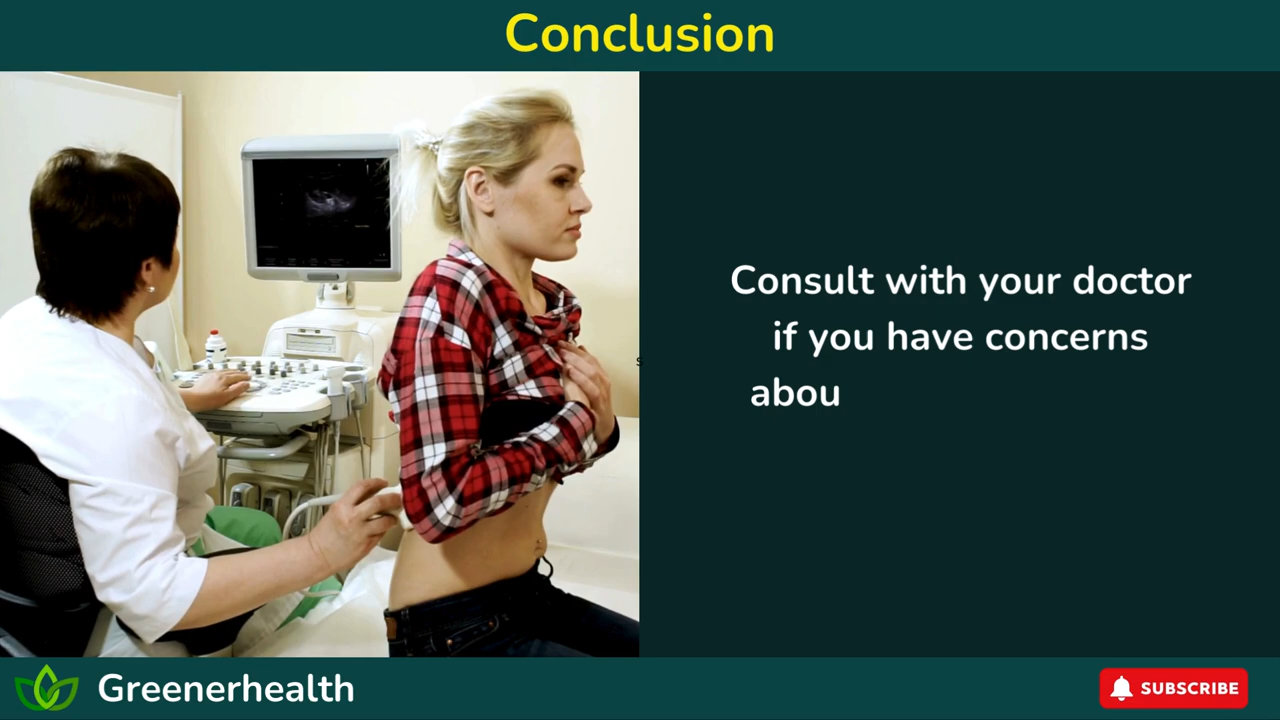 Conclusion
Consult with your doctor
if you have concerns
abou
Greenerhealth
SUBSCRIBE